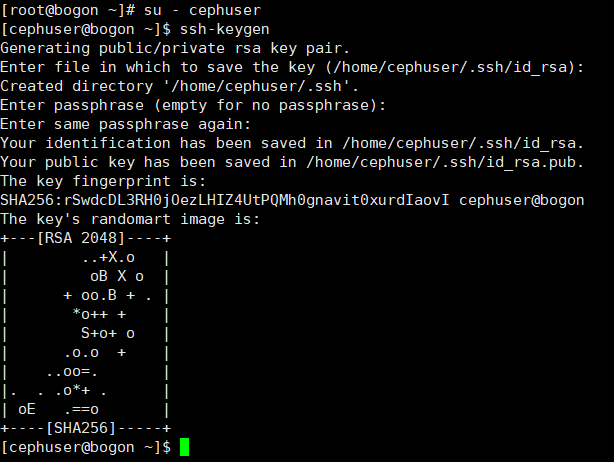 [root@bogon ~]# su - cephuser
[cephuser@bogon ~]$ ssh-keygen
Generating public/private rsa key pair.
Enter file in which to save the key (/home/cephuser/.ssh/id_rsa):
Created directory '/home/cephuser/.ssh'.
Enter passphrase (empty for no passphrase):
Enter same passphrase again:
Your identification has been saved in /home/cephuser/.ssh/id_rsa.
Your public key has been saved in /home/cephuser/.ssh/id_rsa.pub.
The key fingerprint is:
SHA256:rSwdcDL3RH0jOezLHIZ4UtPQMh0gnavit0xurdIaovI cephuser@bogon
The key's randomart image is:
+---[RSA 2048]----+
|        ..+X.o   |
|         oB X o  |
|      + oo.B + . |
|       *o++ +    |
|        S+o+ o   |
|      .o.o  +    |
|    ..oo=.       |
|.  . .o*+ .      |
| oE   .==o       |
+----[SHA256]-----+
[cephuser@bogon ~]$